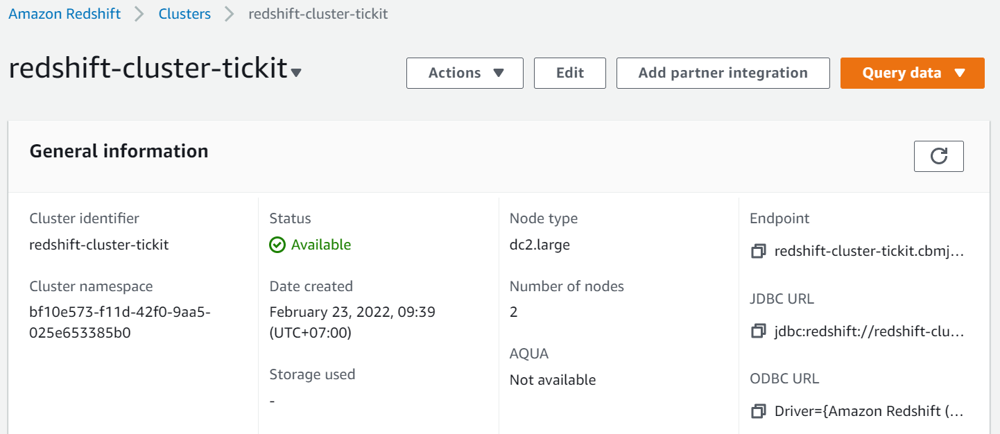 Amazon Redshift > Clusters > redshift-cluster-tickit
redshift-cluster-tickit
Actions
Edit
Add partner integration
Query data
General information
Cluster identifier
redshift-cluster-tickit
Cluster namespace
bf10e573-f11d-42f0-9aa5-
025e653385b0
Status
Available
Date created
February 23, 2022, 09:39
(UTC+07:00)
Storage used
-
Node type
dc2.large
Number of nodes
2
AQUA
Not available
Endpoint
redshift-cluster-tickit.cbmj...
JDBC URL
jdbc:redshift://redshift-clu...
ODBC URL
Driver={Amazon Redshift (...